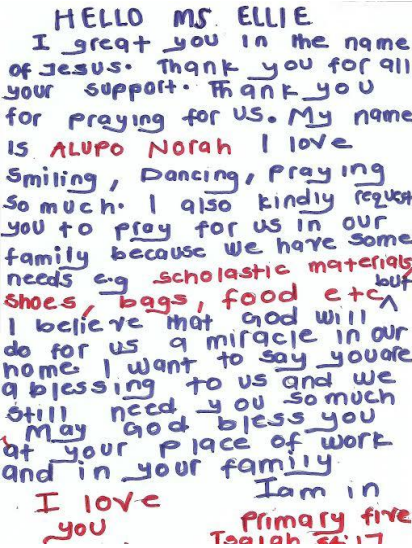 HELLO MS. ELLIE
I great you in the name
of Jesus. Thank you for all
your support. Thank you
for praying for us. My name
is ALUPO Norah I love
smiling, Dancing, praying
so much. I also kindly request
you to pray for us in our
family because we have some
needs e.g scholastic materials
shoes, bags, food etc, but
I believe that God will
do for us a miracle in our
home. I want to say you are
a blessing to us and we
still need you so much
May God bless you
at your place of work
and in your family
I love I am in
you primary five
Isaiah 54:17